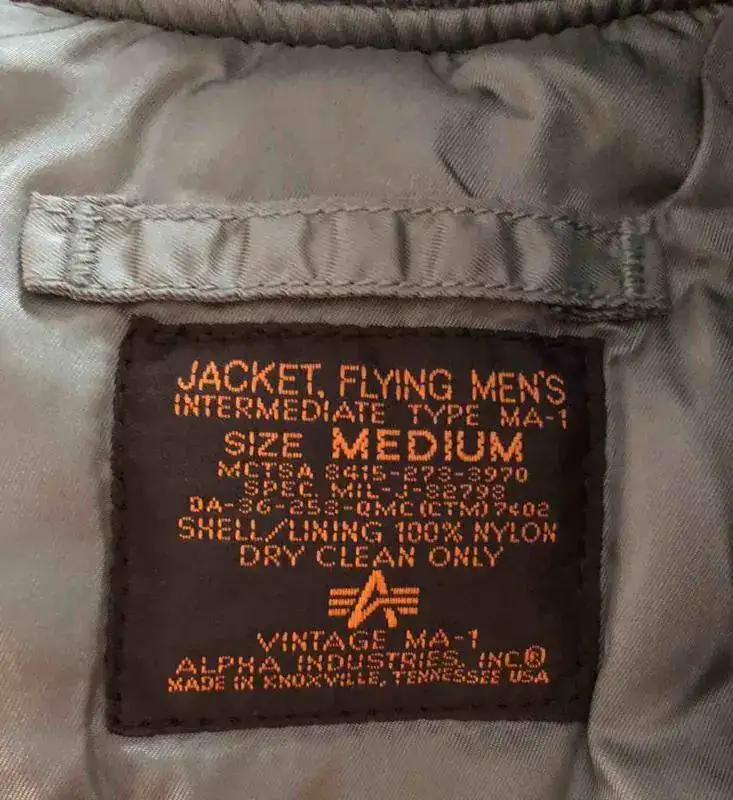 JACKET, FLYING MEN'S
INTERMEDIATE TYPE MA-1
SIZE MEDIUM
MCTSA 8415-273-3970
SPEC. MIL-J-32793
DA-36-253-QMC(CTM)7402
SHELL/LINING 100% NYLON
DRY CLEAN ONLY
VINTAGE MA-1
ALPHA INDUSTRIES, INC.®
MADE IN KNOXVILLE, TENNESSEE USA